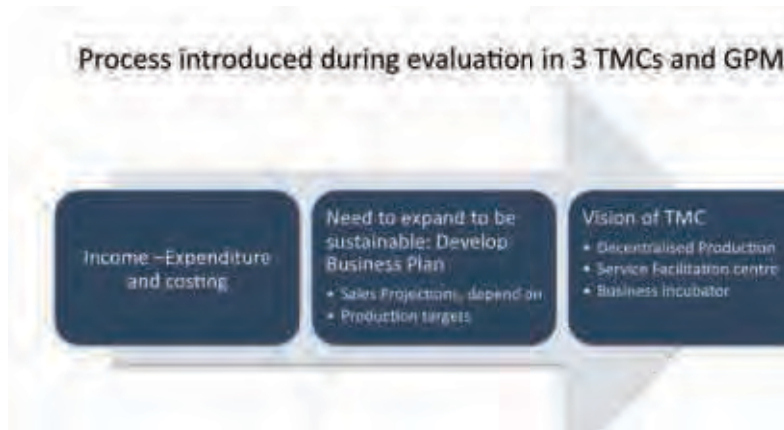 Process introduced during evaluation in 3 TMCs and GPM
Income –Expenditure
and costing
Need to expand to be
sustainable: Develop
Business Plan
• Sales Projections, depend on
• Production targets
Vision of TMC
• Decentralised Production
• Service Facilitation centre
• Business incubator